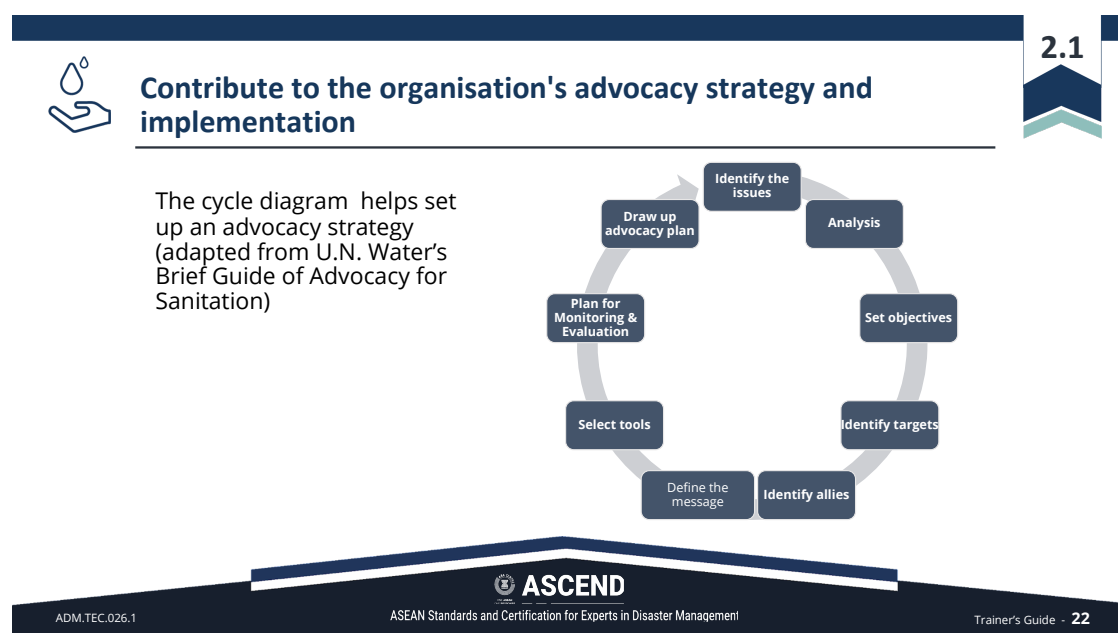 2.1
Contribute to the organisation's advocacy strategy and
implementation
The cycle diagram  helps set
up an advocacy strategy
(adapted from U.N. Water’s
Brief Guide of Advocacy for
Sanitation)
Identify the
issues
Analysis
Set objectives
Identify targets
Identify allies
Define the
message
Select tools
Plan for
Monitoring &
Evaluation
Draw up
advocacy plan
ASCEND
ASEAN Standards and Certification for Experts in Disaster Management
ADM.TEC.026.1
Trainer’s Guide - 22